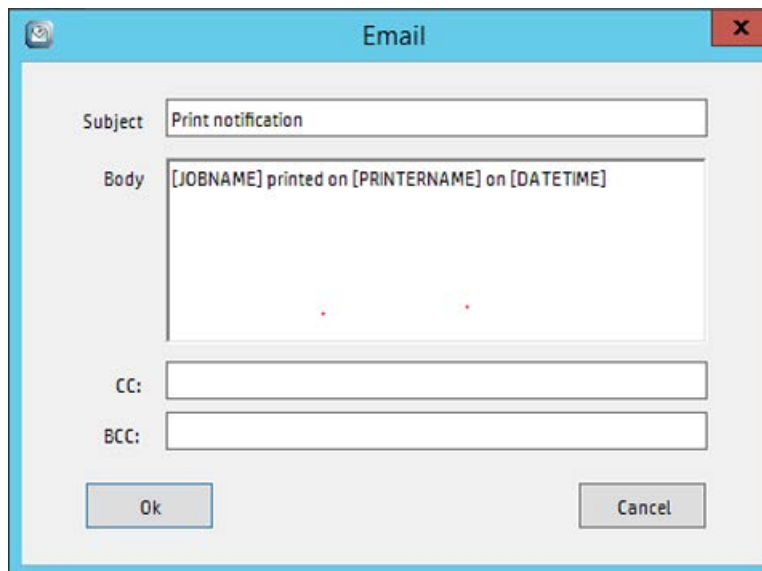 Email
X
Subject
Print notification
Body
[JOBNAME] printed on [PRINTERNAME] on [DATETIME]
CC:
BCC:
Ok
Cancel